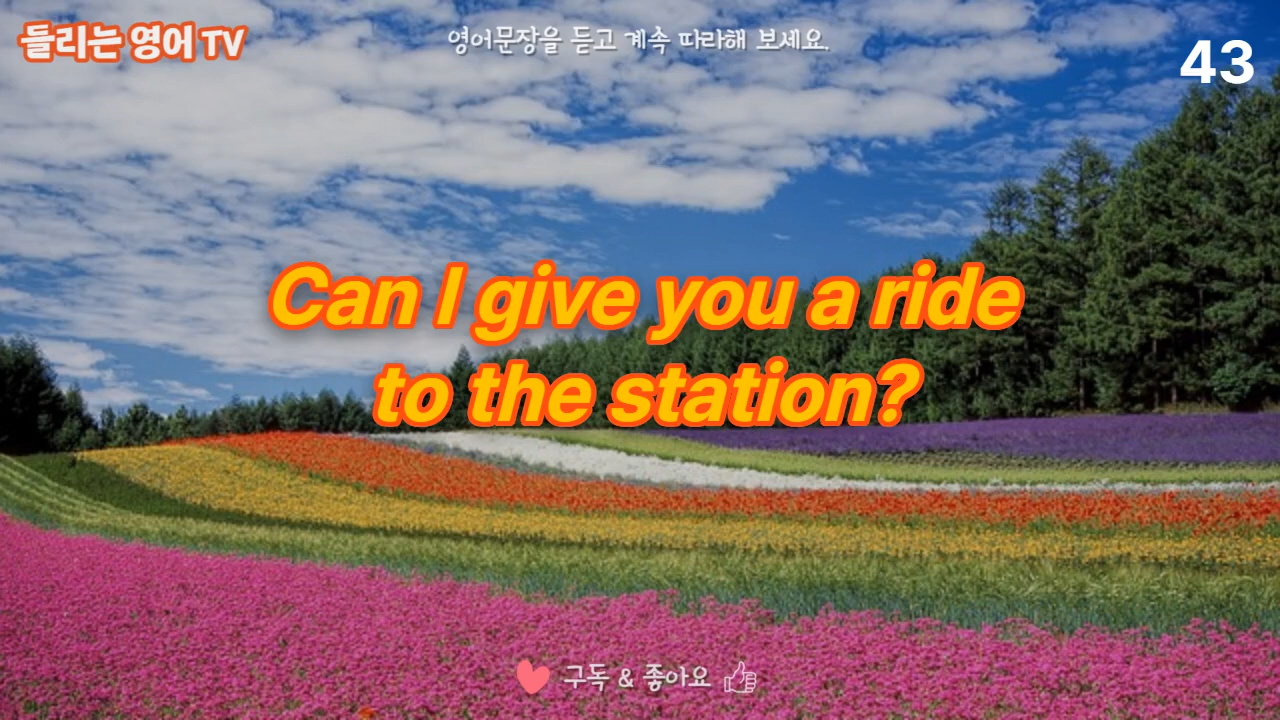 들리는 영어 TV
영어문장을 듣고 계속 따라해 보세요.
43
Can I give you a ride
to the station?
구독 & 좋아요